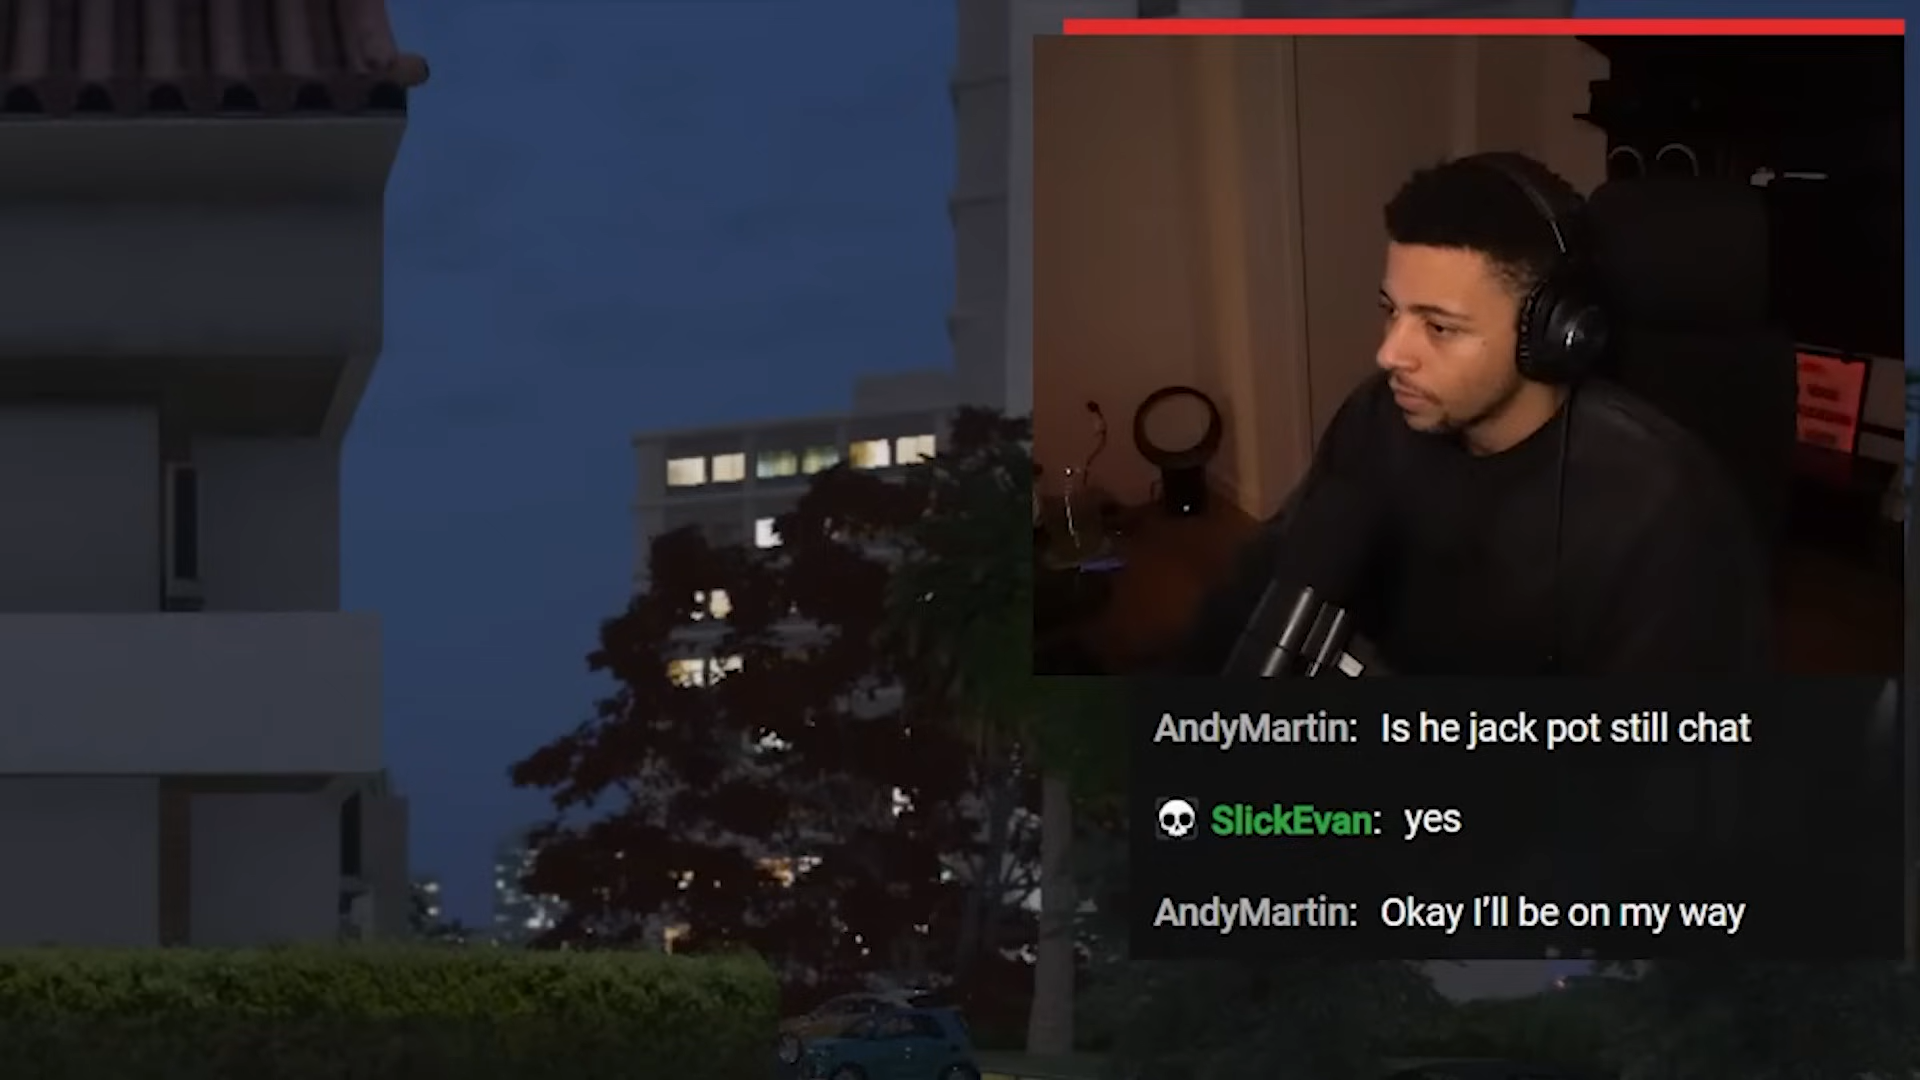 AndyMartin: Is he jack pot still chat
SlickEvan: yes
AndyMartin: Okay I'll be on my way